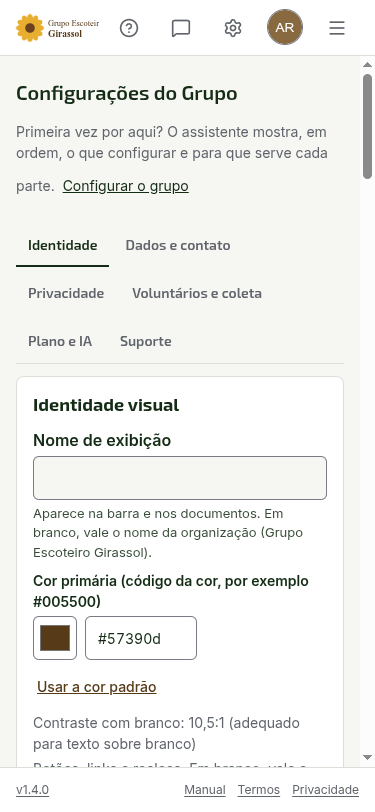 Grupo Escoteir
Girassol
AR
Configurações do Grupo
Primeira vez por aqui? O assistente mostra, em
ordem, o que configurar e para que serve cada
parte. Configurar o grupo
Identidade Dados e contato
Privacidade Voluntários e coleta
Plano e IA Suporte
Identidade visual
Nome de exibição
Aparece na barra e nos documentos. Em
branco, vale o nome da organização (Grupo
Escoteiro Girassol).
Cor primária (código da cor, por exemplo
#005500)
#57390d
Usar a cor padrão
Contraste com branco: 10,5:1 (adequado
para texto sobre branco)
v1.4.0 Manual Termos Privacidade